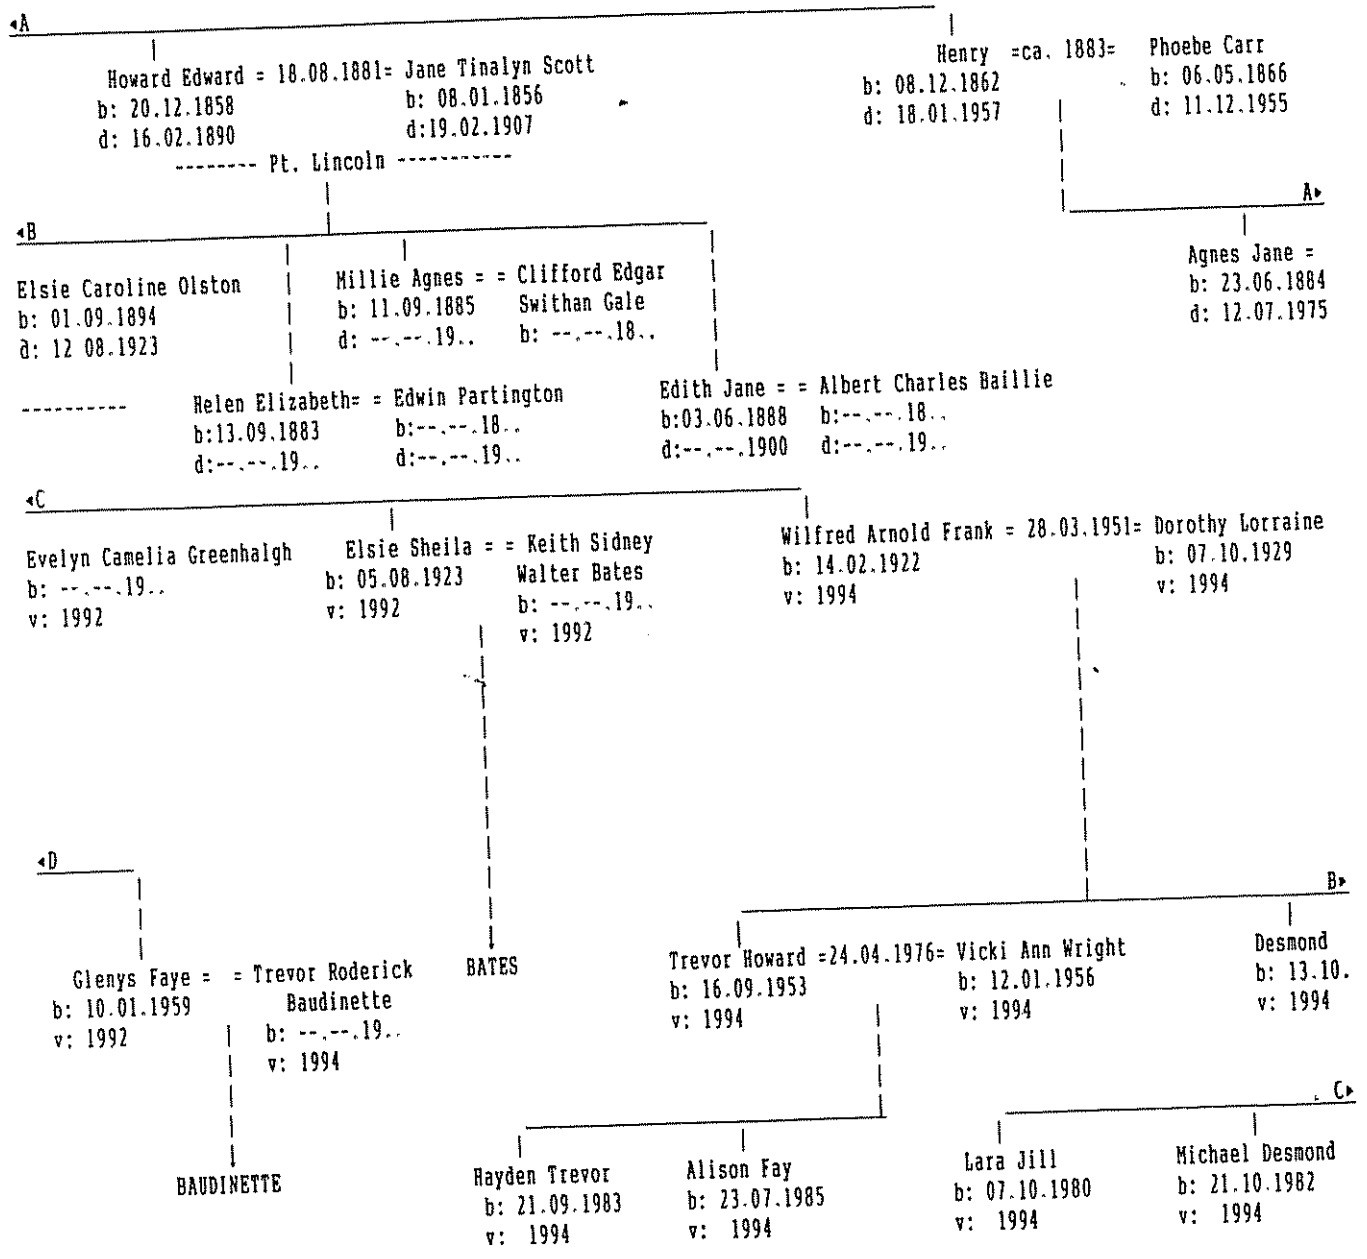 ◂A
Howard Edward = 18.08.1881= Jane Tinalyn Scott
b: 20.12.1858 b: 08.01.1856
d: 16.02.1890 d:19.02.1907
-------- Pt. Lincoln -----------
Henry =ca. 1883= Phoebe Carr
b: 08.12.1862 b: 06.05.1866
d: 18.01.1957 d: 11.12.1955
A▸
◂B
Agnes Jane =
b: 23.06.1884
d: 12.07.1975
Elsie Caroline Olston
b: 01.09.1894
d: 12 08.1923
----------
Millie Agnes = = Clifford Edgar
b: 11.09.1885 Swithan Gale
d: --.--.19.. b: --.--.18..
Helen Elizabeth= = Edwin Partington
b:13.09.1883 b:--.--.18..
d:--.--.19.. d:--.--.19..
Edith Jane = = Albert Charles Baillie
b:03.06.1888 b:--.--.18..
d:--.--.1900 d:--.--.19..
◂C
Evelyn Camelia Greenhalgh
b: --.--.19..
v: 1992
Elsie Sheila = = Keith Sidney
b: 05.08.1923 Walter Bates
v: 1992 b: --.--.19..
v: 1992
Wilfred Arnold Frank = 28.03.1951= Dorothy Lorraine
b: 14.02.1922 b: 07.10.1929
v: 1994 v: 1994
◂D
B▸
Glenys Faye = = Trevor Roderick
b: 10.01.1959 Baudinette
v: 1992 b: --.--.19..
v: 1994
BATES
Trevor Howard =24.04.1976= Vicki Ann Wright
b: 16.09.1953 b: 12.01.1956
v: 1994 v: 1994
Desmond
b: 13.10.
v: 1994
C▸
BAUDINETTE
Hayden Trevor
b: 21.09.1983
v: 1994
Alison Fay
b: 23.07.1985
v: 1994
Lara Jill
b: 07.10.1980
v: 1994
Michael Desmond
b: 21.10.1982
v: 1994